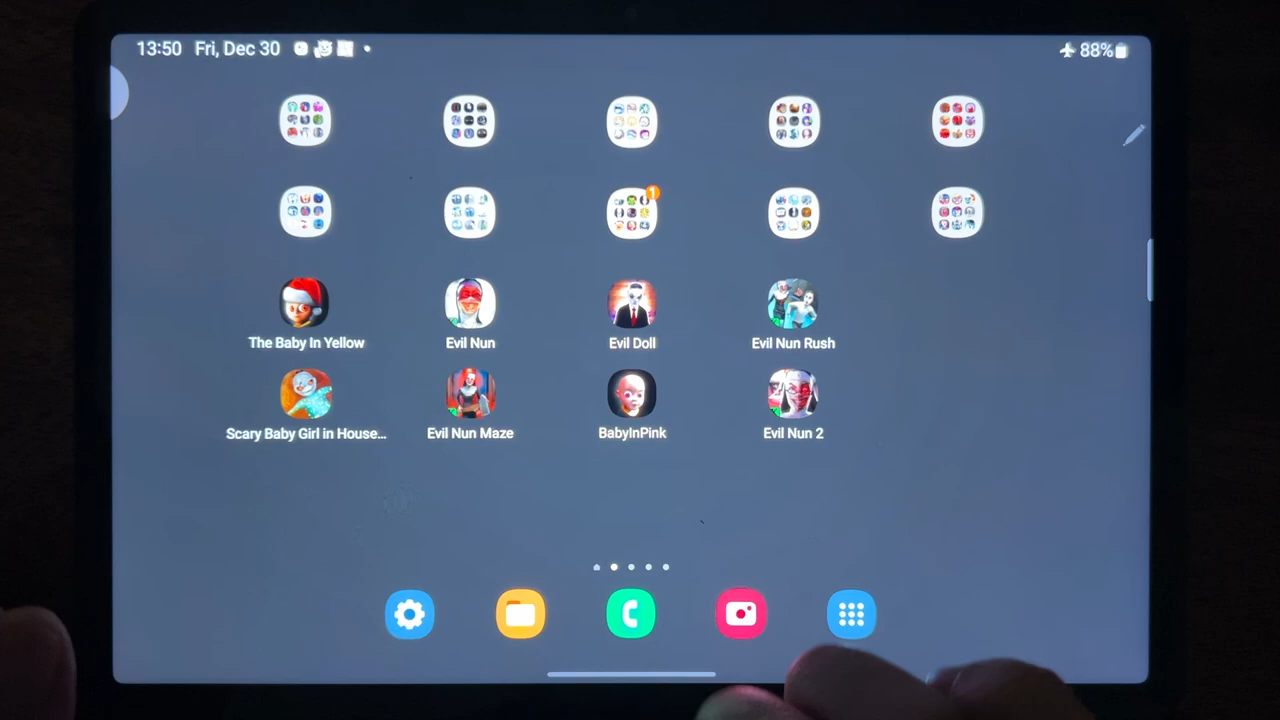 13:50 Fri, Dec 30
88%
1
The Baby In Yellow
Evil Nun
Evil Doll
Evil Nun Rush
Scary Baby Girl in House...
Evil Nun Maze
BabyInPink
Evil Nun 2